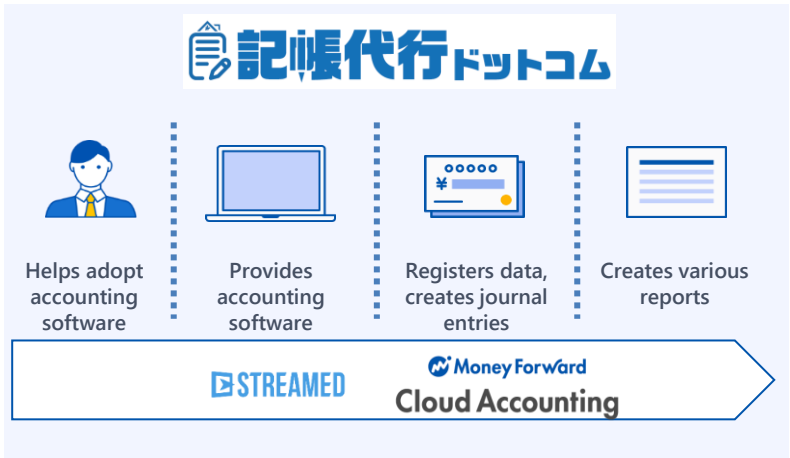 記帳代行ドットコム
Helps adopt
accounting
software
Provides
accounting
software
¥
Registers data,
creates journal
entries
Creates various
reports
STREAMED
Money Forward
Cloud Accounting